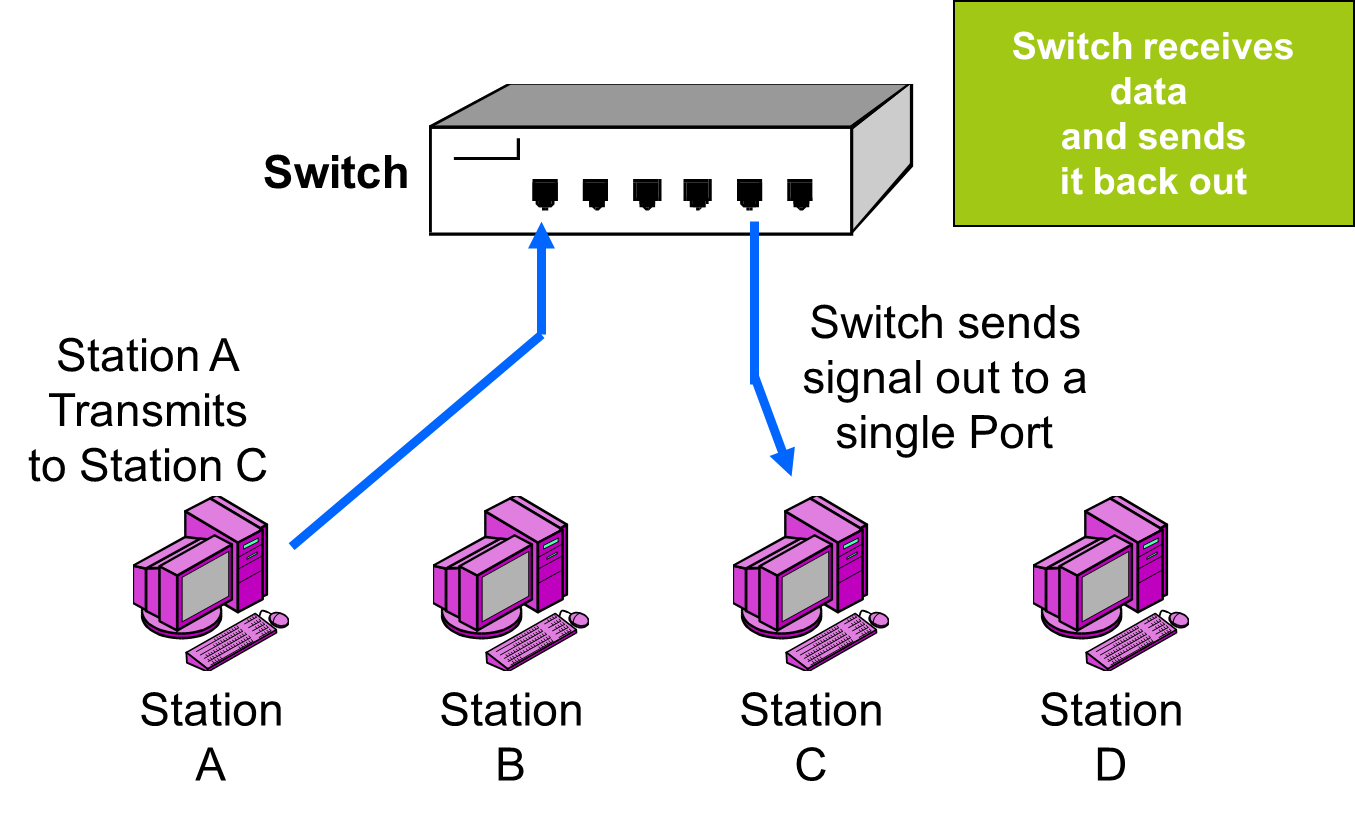 Switch receives
data
and sends
it back out
Switch
Station A
Transmits
to Station C
Switch sends
signal out to a
single Port
Station
A
Station
B
Station
C
Station
D